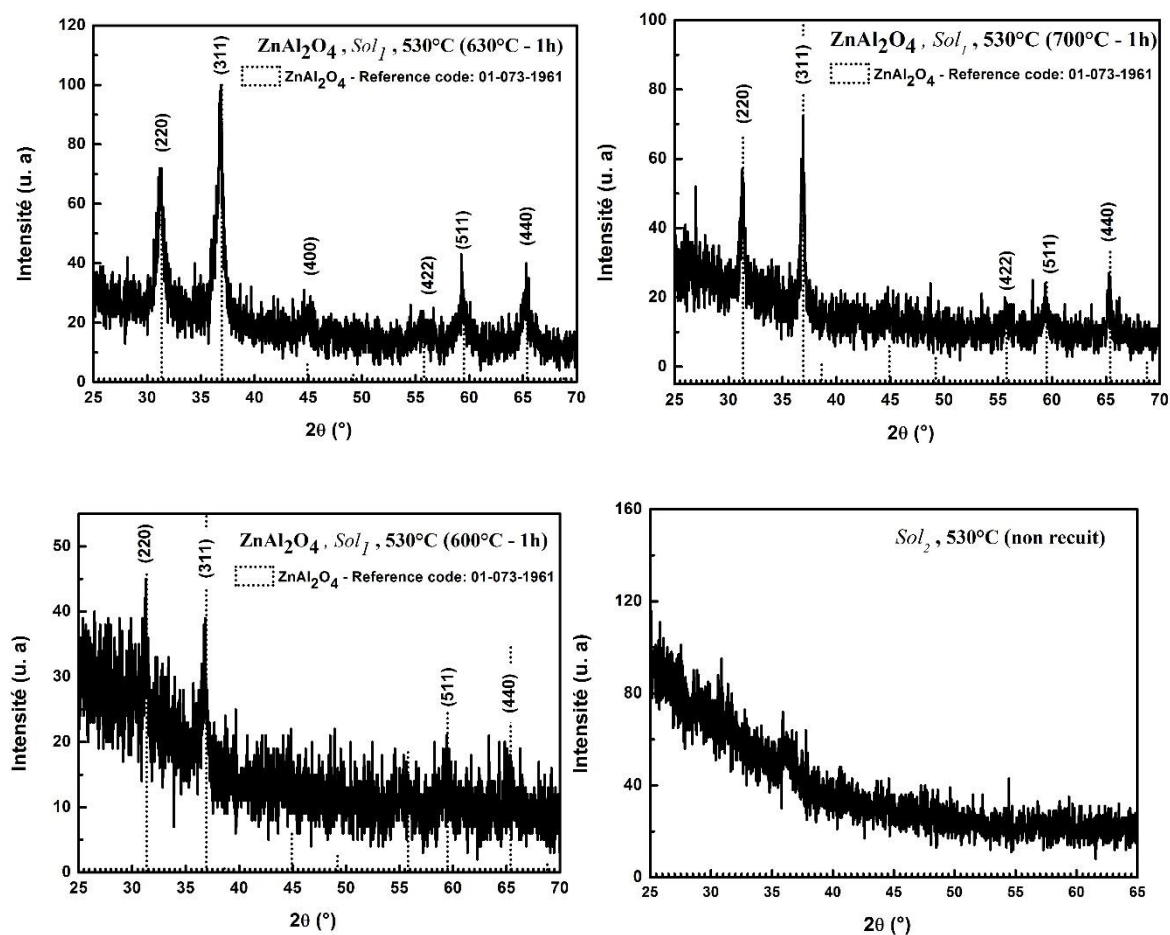 ZnAl2O4 , Sol1 , 530°C (630°C - 1h)
ZnAl2O4 - Reference code: 01-073-1961
(220)
(311)
(400)
(422)
(511)
(440)
Intensité (u. a)
120
100
80
60
40
20
0
25 30 35 40 45 50 55 60 65 70
2θ (°)
ZnAl2O4 , Sol1 , 530°C (700°C - 1h)
ZnAl2O4 - Reference code: 01-073-1961
(220)
(311)
(422)
(511)
(440)
Intensité (u. a)
100
80
60
40
20
0
25 30 35 40 45 50 55 60 65 70
2θ (°)
ZnAl2O4 , Sol1 , 530°C (600°C - 1h)
ZnAl2O4 - Reference code: 01-073-1961
(220)
(311)
(511)
(440)
Intensité (u. a)
50
40
30
20
10
0
25 30 35 40 45 50 55 60 65 70
2θ (°)
Sol2 , 530°C (non recuit)
Intensité (u. a)
160
120
80
40
0
25 30 35 40 45 50 55 60 65
2θ (°)